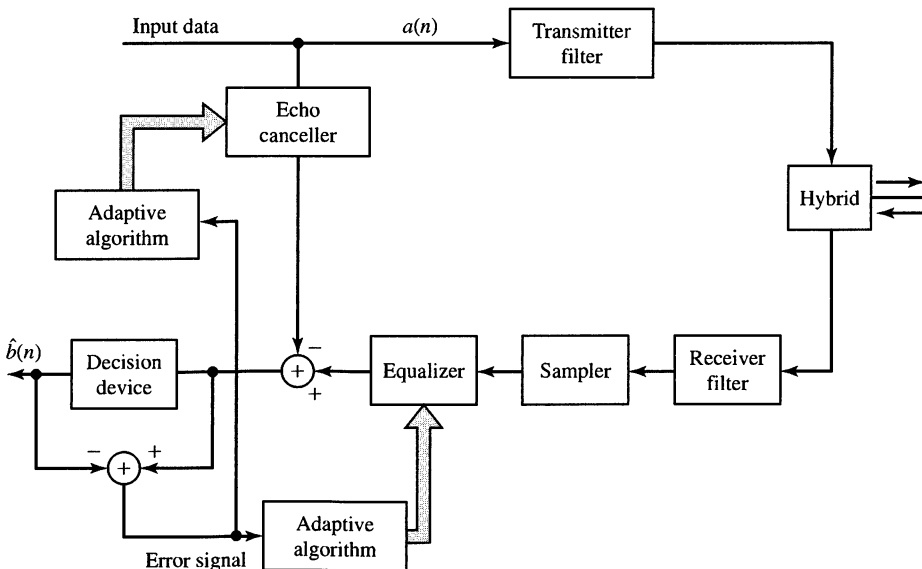 Input data
a(n)
Transmitter
filter
Echo
canceller
Hybrid
Adaptive
algorithm
b̂(n)
Decision
device
−
+
+
Equalizer
Sampler
Receiver
filter
−
+
+
Adaptive
algorithm
Error signal